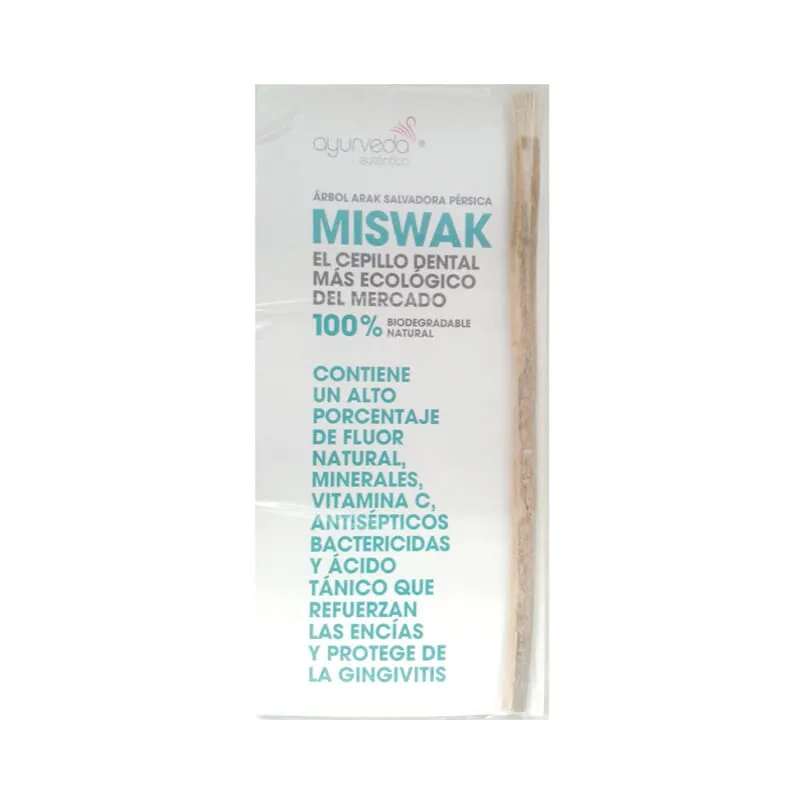 ayurveda®
auténtico
ÁRBOL ARAK SALVADORA PÉRSICA
MISWAK
EL CEPILLO DENTAL
MÁS ECOLÓGICO
DEL MERCADO
100% BIODEGRADABLE
NATURAL
CONTIENE
UN ALTO
PORCENTAJE
DE FLUOR
NATURAL,
MINERALES,
VITAMINA C,
ANTISÉPTICOS
BACTERICIDAS
Y ÁCIDO
TÁNICO QUE
REFUERZAN
LAS ENCÍAS
Y PROTEGE DE
LA GINGIVITIS